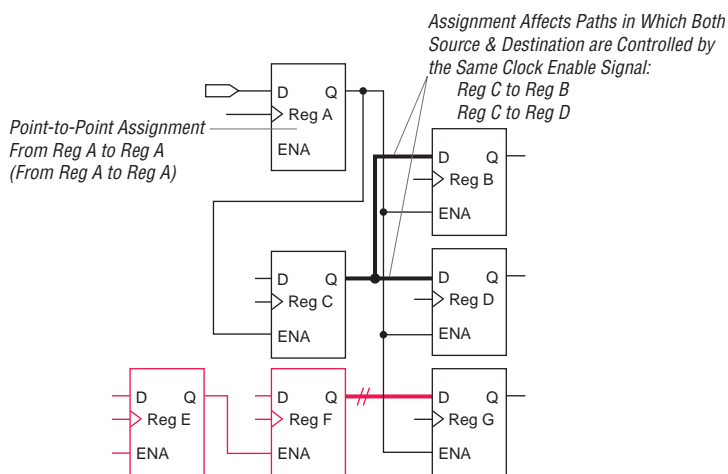 Assignment Affects Paths in Which Both
Source & Destination are Controlled by
the Same Clock Enable Signal:
Reg C to Reg B
Reg C to Reg D
Point-to-Point Assignment
From Reg A to Reg A
(From Reg A to Reg A)
D Q
Reg A
ENA
D Q
Reg B
ENA
D Q
Reg C
ENA
D Q
Reg D
ENA
D Q
Reg E
ENA
D Q
Reg F
ENA
D Q
Reg G
ENA